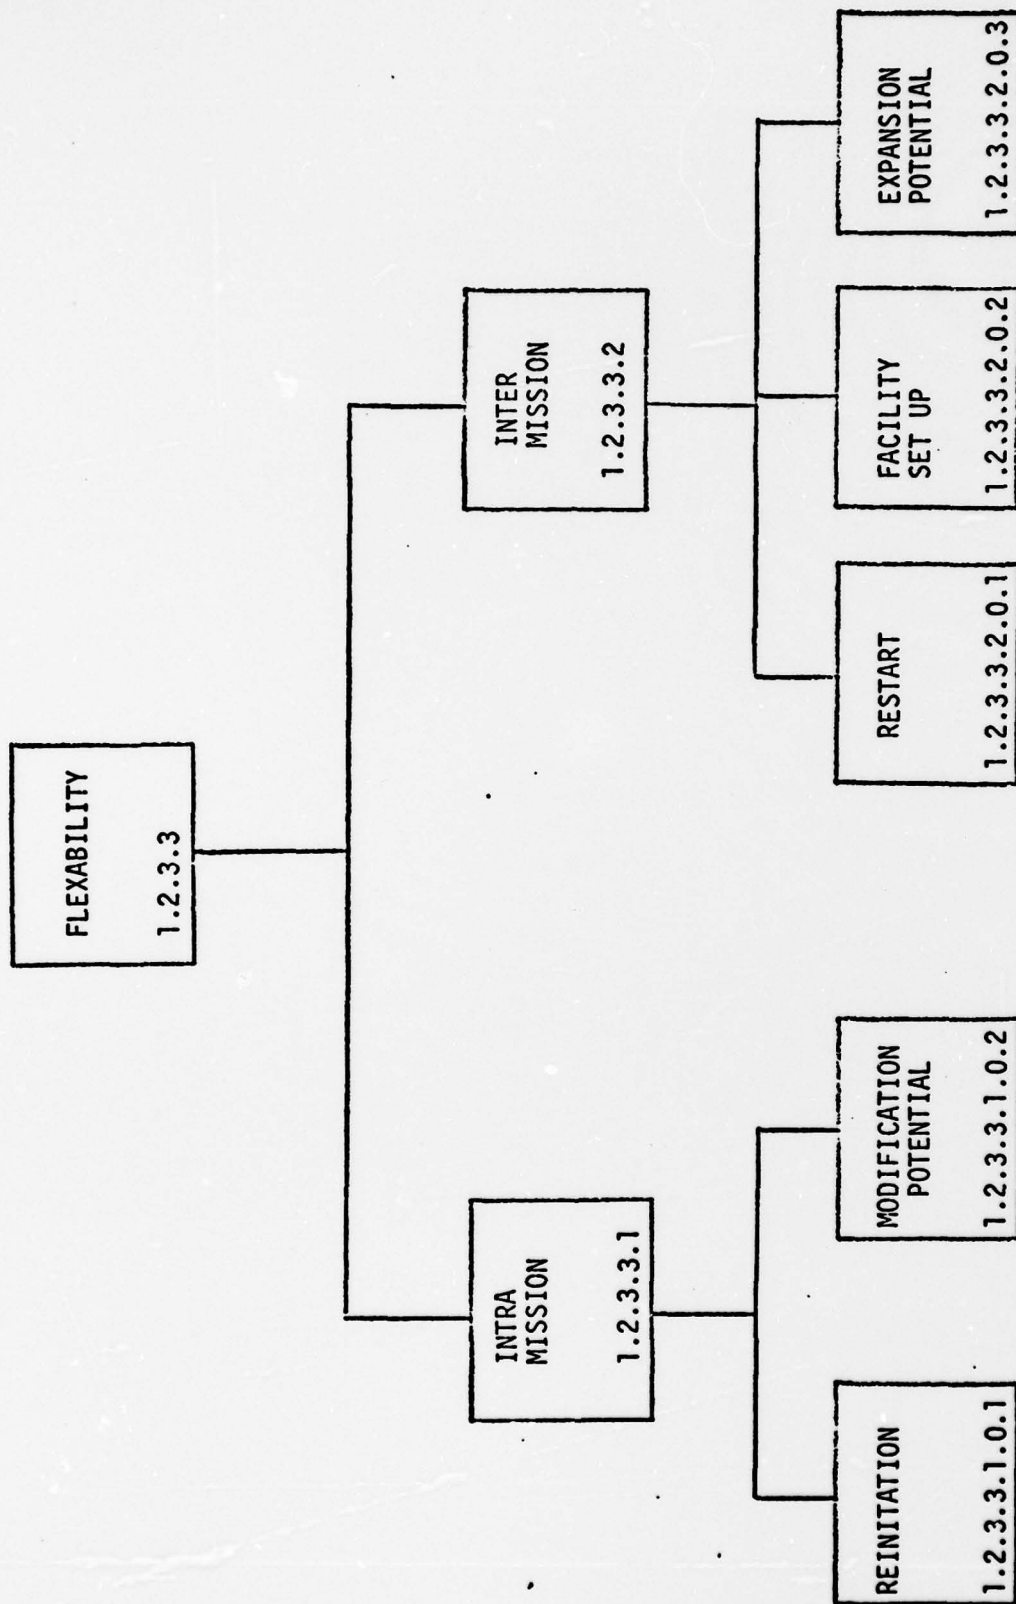 FLEXABILITY
1.2.3.3
INTRA
MISSION
1.2.3.3.1
INTER
MISSION
1.2.3.3.2
REINITATION
1.2.3.3.1.0.1
MODIFICATION
POTENTIAL
1.2.3.3.1.0.2
RESTART
1.2.3.3.2.0.1
FACILITY
SET UP
1.2.3.3.2.0.2
EXPANSION
POTENTIAL
1.2.3.3.2.0.3